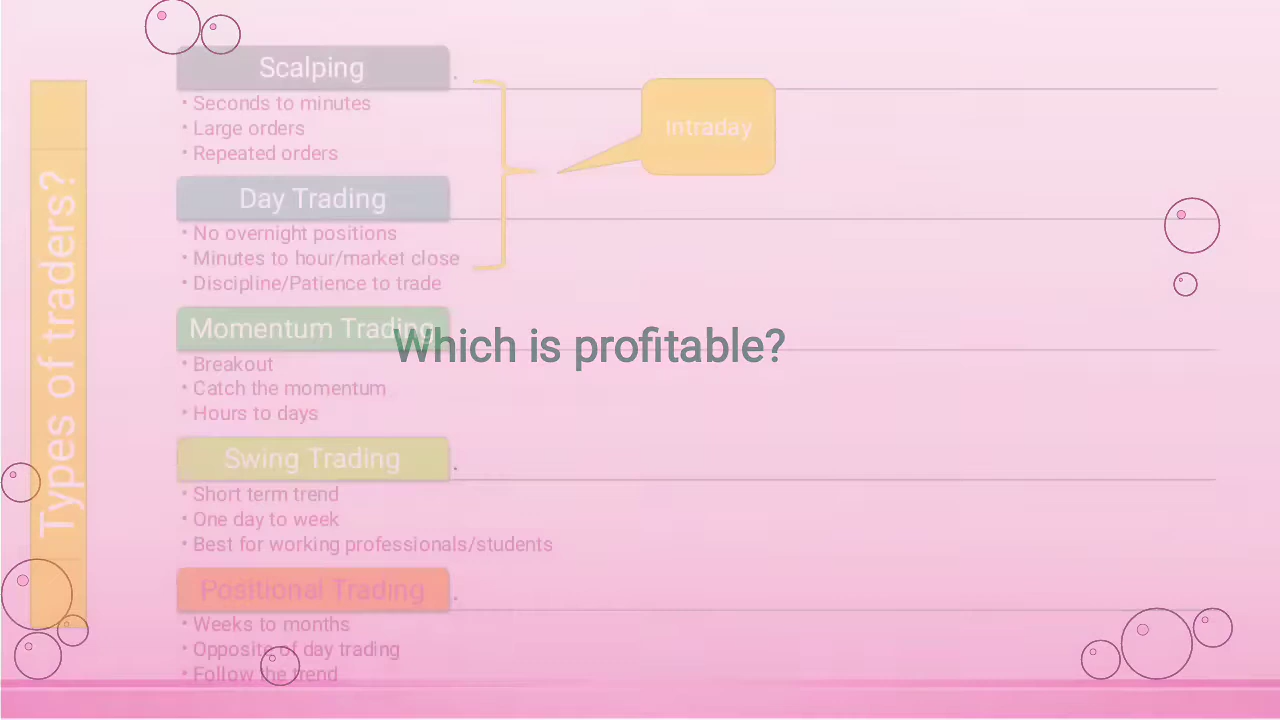 Types of traders?
Scalping
• Seconds to minutes
• Large orders
• Repeated orders
Intraday
Day Trading
• No overnight positions
• Minutes to hour/market close
• Discipline/Patience to trade
Momentum Trading
Which is profitable?
• Breakout
• Catch the momentum
• Hours to days
Swing Trading
• Short term trend
• One day to week
• Best for working professionals/students
Positional Trading
• Weeks to months
• Opposite of day trading
• Follow the trend